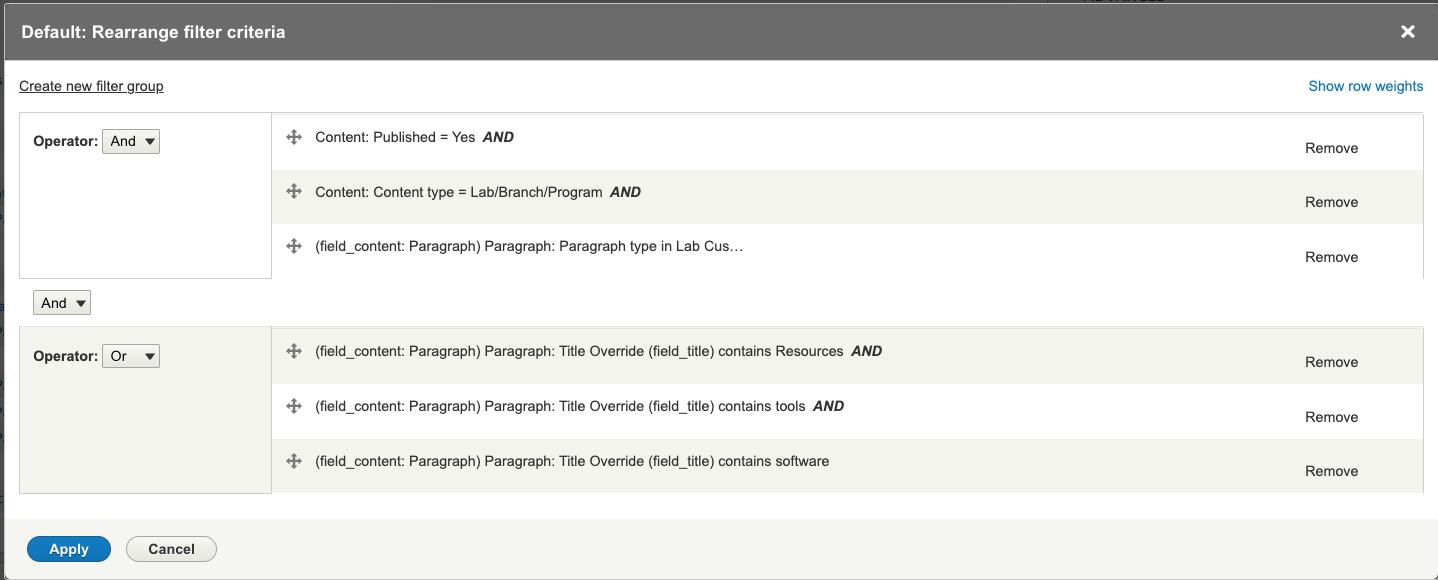 Default: Rearrange filter criteria
Create new filter group
Show row weights
Operator: And
Content: Published = Yes AND
Remove
Content: Content type = Lab/Branch/Program AND
Remove
(field_content: Paragraph) Paragraph: Paragraph type in Lab Cus…
Remove
And
Operator: Or
(field_content: Paragraph) Paragraph: Title Override (field_title) contains Resources AND
Remove
(field_content: Paragraph) Paragraph: Title Override (field_title) contains tools AND
Remove
(field_content: Paragraph) Paragraph: Title Override (field_title) contains software
Remove
Apply
Cancel